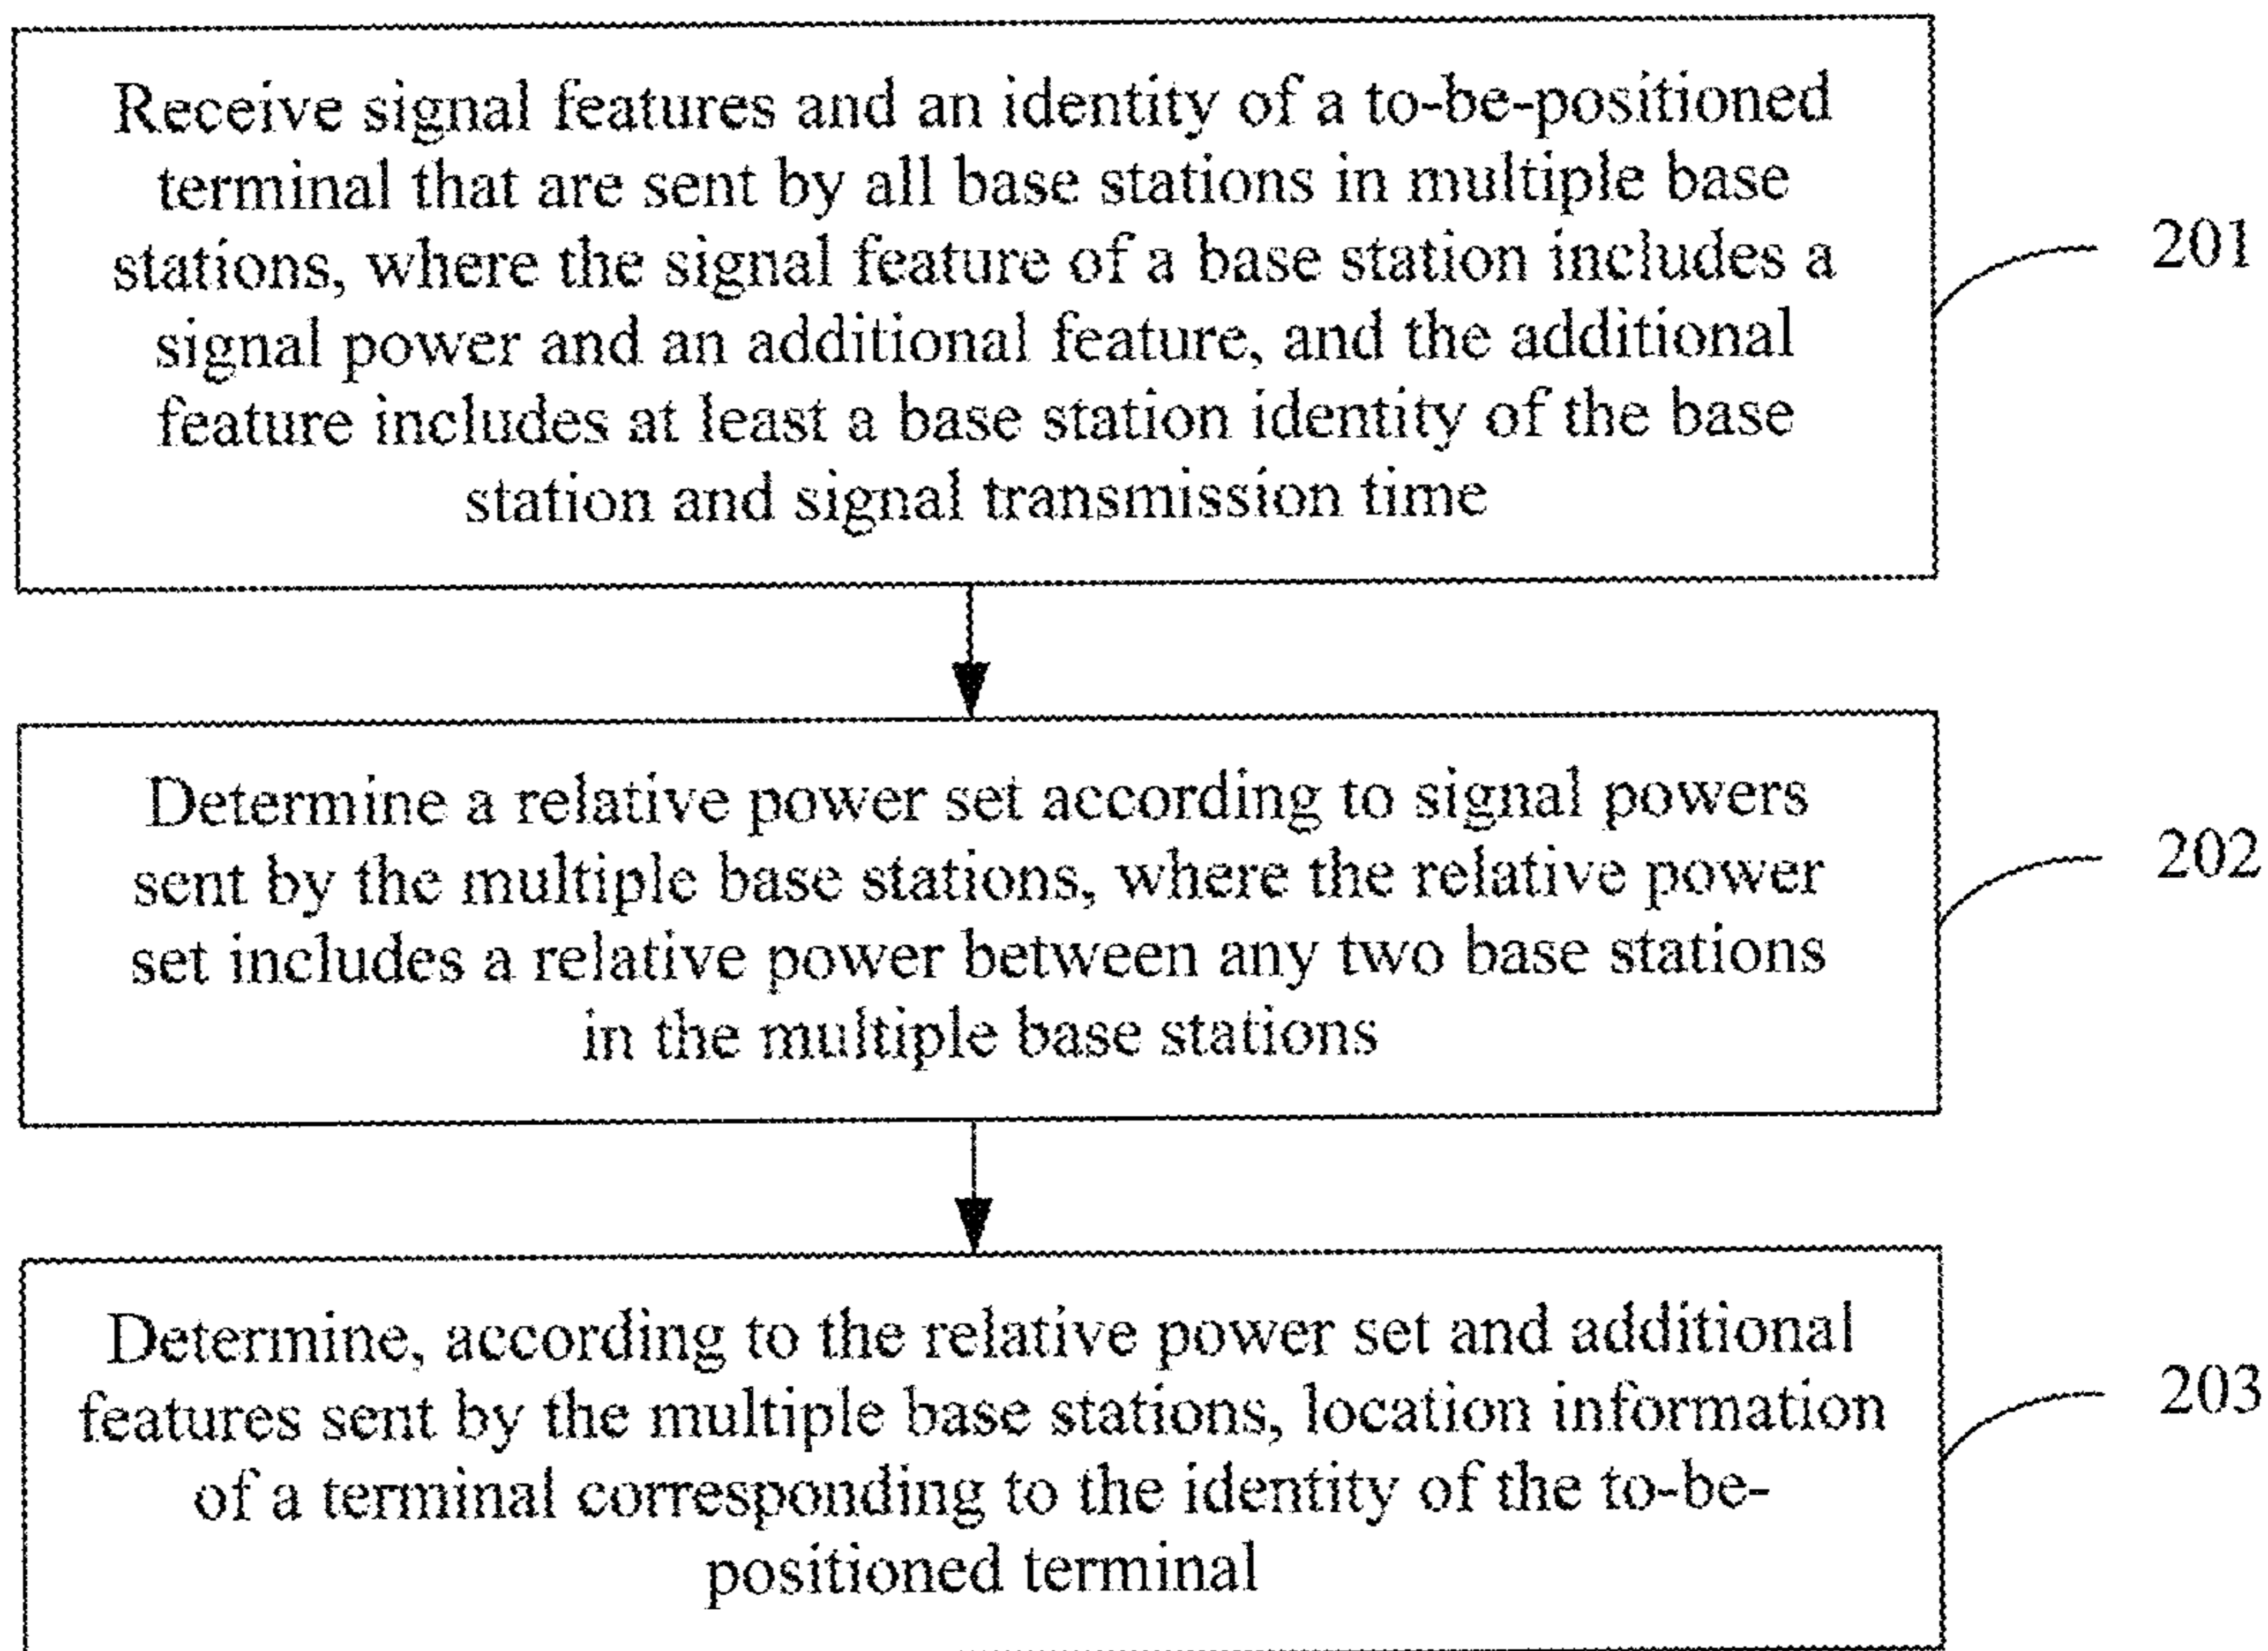 Receive signal features and an identity of a to-be-positioned
terminal that are sent by all base stations in multiple base
stations, where the signal feature of a base station includes a
signal power and an additional feature, and the additional
feature includes at least a base station identity of the base
station and signal transmission time
201
Determine a relative power set according to signal powers
sent by the multiple base stations, where the relative power
set includes a relative power between any two base stations
in the multiple base stations
202
Determine, according to the relative power set and additional
features sent by the multiple base stations, location information
of a terminal corresponding to the identity of the to-be-
positioned terminal
203